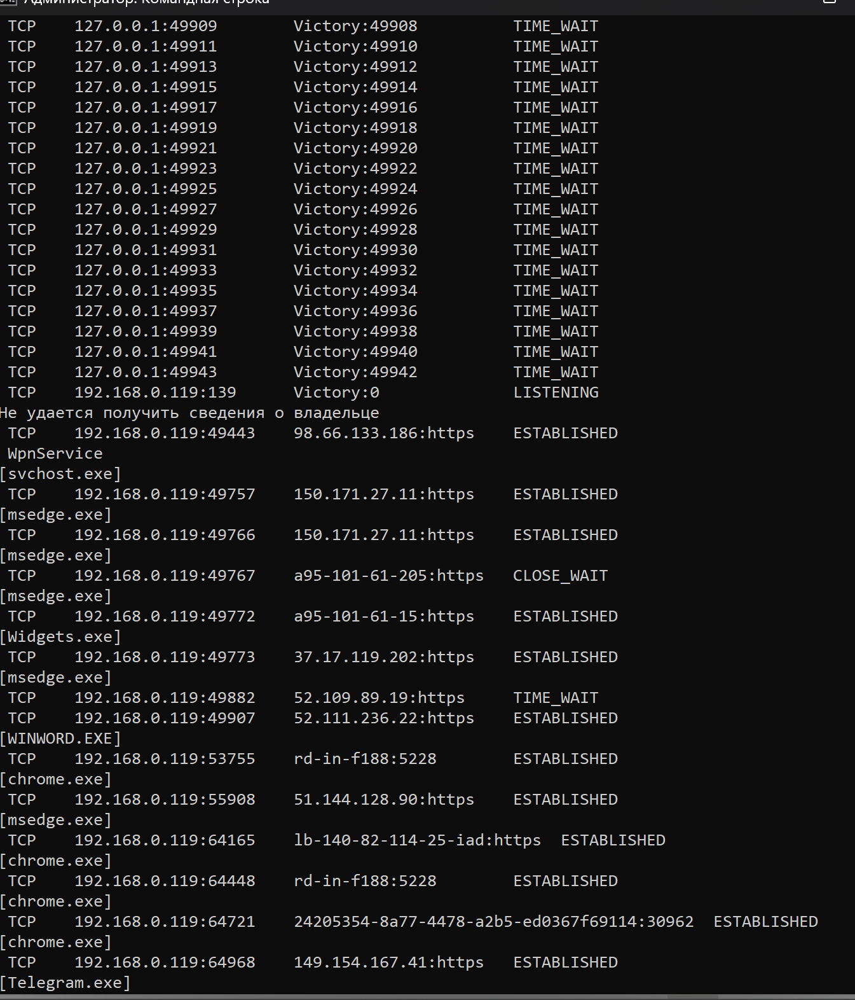 Администратор: Командная строка
TCP 127.0.0.1:49909 Victory:49908 TIME_WAIT
TCP 127.0.0.1:49911 Victory:49910 TIME_WAIT
TCP 127.0.0.1:49913 Victory:49912 TIME_WAIT
TCP 127.0.0.1:49915 Victory:49914 TIME_WAIT
TCP 127.0.0.1:49917 Victory:49916 TIME_WAIT
TCP 127.0.0.1:49919 Victory:49918 TIME_WAIT
TCP 127.0.0.1:49921 Victory:49920 TIME_WAIT
TCP 127.0.0.1:49923 Victory:49922 TIME_WAIT
TCP 127.0.0.1:49925 Victory:49924 TIME_WAIT
TCP 127.0.0.1:49927 Victory:49926 TIME_WAIT
TCP 127.0.0.1:49929 Victory:49928 TIME_WAIT
TCP 127.0.0.1:49931 Victory:49930 TIME_WAIT
TCP 127.0.0.1:49933 Victory:49932 TIME_WAIT
TCP 127.0.0.1:49935 Victory:49934 TIME_WAIT
TCP 127.0.0.1:49937 Victory:49936 TIME_WAIT
TCP 127.0.0.1:49939 Victory:49938 TIME_WAIT
TCP 127.0.0.1:49941 Victory:49940 TIME_WAIT
TCP 127.0.0.1:49943 Victory:49942 TIME_WAIT
TCP 192.168.0.119:139 Victory:0 LISTENING
Не удается получить сведения о владельце
TCP 192.168.0.119:49443 98.66.133.186:https ESTABLISHED
WpnService
[svchost.exe]
TCP 192.168.0.119:49757 150.171.27.11:https ESTABLISHED
[msedge.exe]
TCP 192.168.0.119:49766 150.171.27.11:https ESTABLISHED
[msedge.exe]
TCP 192.168.0.119:49767 a95-101-61-205:https CLOSE_WAIT
[msedge.exe]
TCP 192.168.0.119:49772 a95-101-61-15:https ESTABLISHED
[Widgets.exe]
TCP 192.168.0.119:49773 37.17.119.202:https ESTABLISHED
[msedge.exe]
TCP 192.168.0.119:49882 52.109.89.19:https TIME_WAIT
TCP 192.168.0.119:49907 52.111.236.22:https ESTABLISHED
[WINWORD.EXE]
TCP 192.168.0.119:53755 rd-in-f188:5228 ESTABLISHED
[chrome.exe]
TCP 192.168.0.119:55908 51.144.128.90:https ESTABLISHED
[msedge.exe]
TCP 192.168.0.119:64165 lb-140-82-114-25-iad:https ESTABLISHED
[chrome.exe]
TCP 192.168.0.119:64448 rd-in-f188:5228 ESTABLISHED
[chrome.exe]
TCP 192.168.0.119:64721 24205354-8a77-4478-a2b5-ed0367f69114:30962 ESTABLISHED
[chrome.exe]
TCP 192.168.0.119:64968 149.154.167.41:https ESTABLISHED
[Telegram.exe]